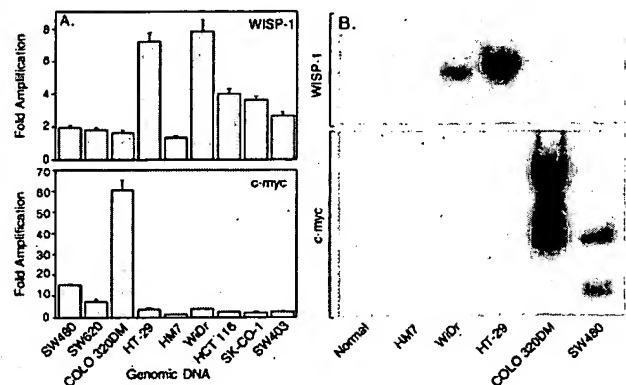 A.
WISP-1
Fold Amplification
8
6
4
2
0
c-myc
Fold Amplification
70
60
50
40
30
20
10
0
SW480
SW620
COLO 320DM
HT-29
HM7
WiDr
HCT 116
SK-CO-1
SW403
Genomic DNA
B.
WISP-1
c-myc
Normal
HM7
WiDr
HT-29
COLO 320DM
SW480